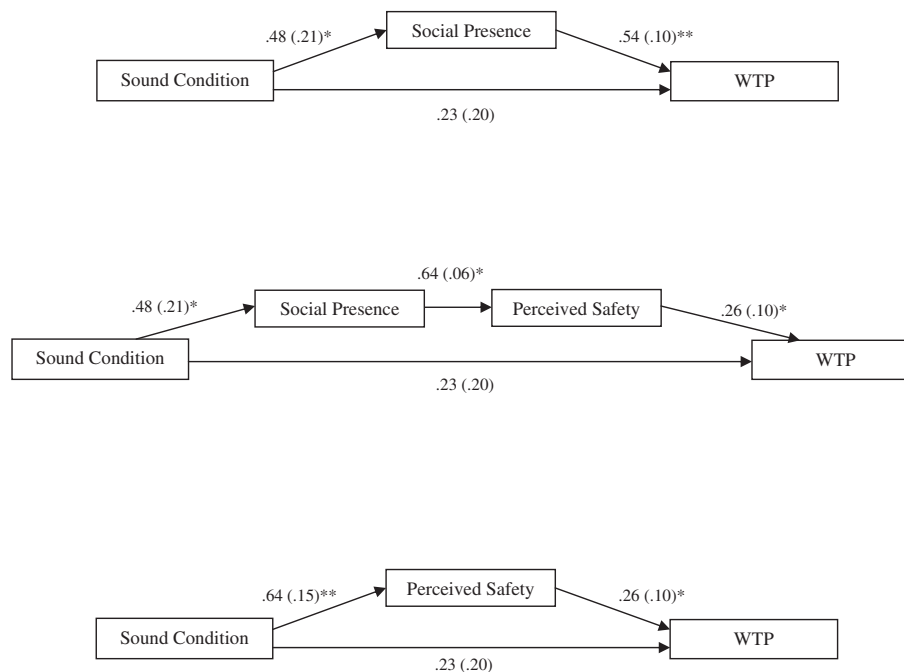 .48 (.21)*
Social Presence
.54 (.10)**
Sound Condition
WTP
.23 (.20)
.64 (.06)*
.48 (.21)*
Social Presence
Perceived Safety
.26 (.10)*
Sound Condition
WTP
.23 (.20)
.64 (.15)**
Perceived Safety
.26 (.10)*
Sound Condition
WTP
.23 (.20)